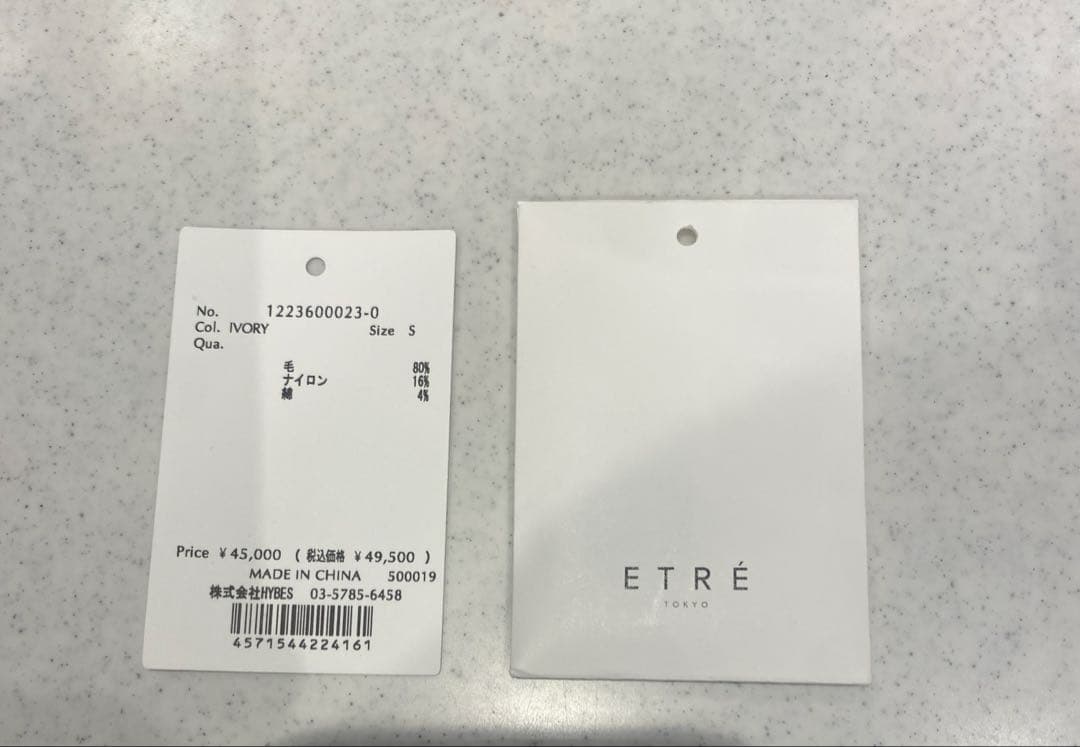 No. 1223600023-0
Col. IVORY Size S
Qua.
毛 80%
ナイロン 16%
綿 4%
Price ¥45,000 ( 税込価格 ¥49,500 )
MADE IN CHINA 500019
株式会社HYBES 03-5785-6458
4571544224161
ETRÉ
TOKYO